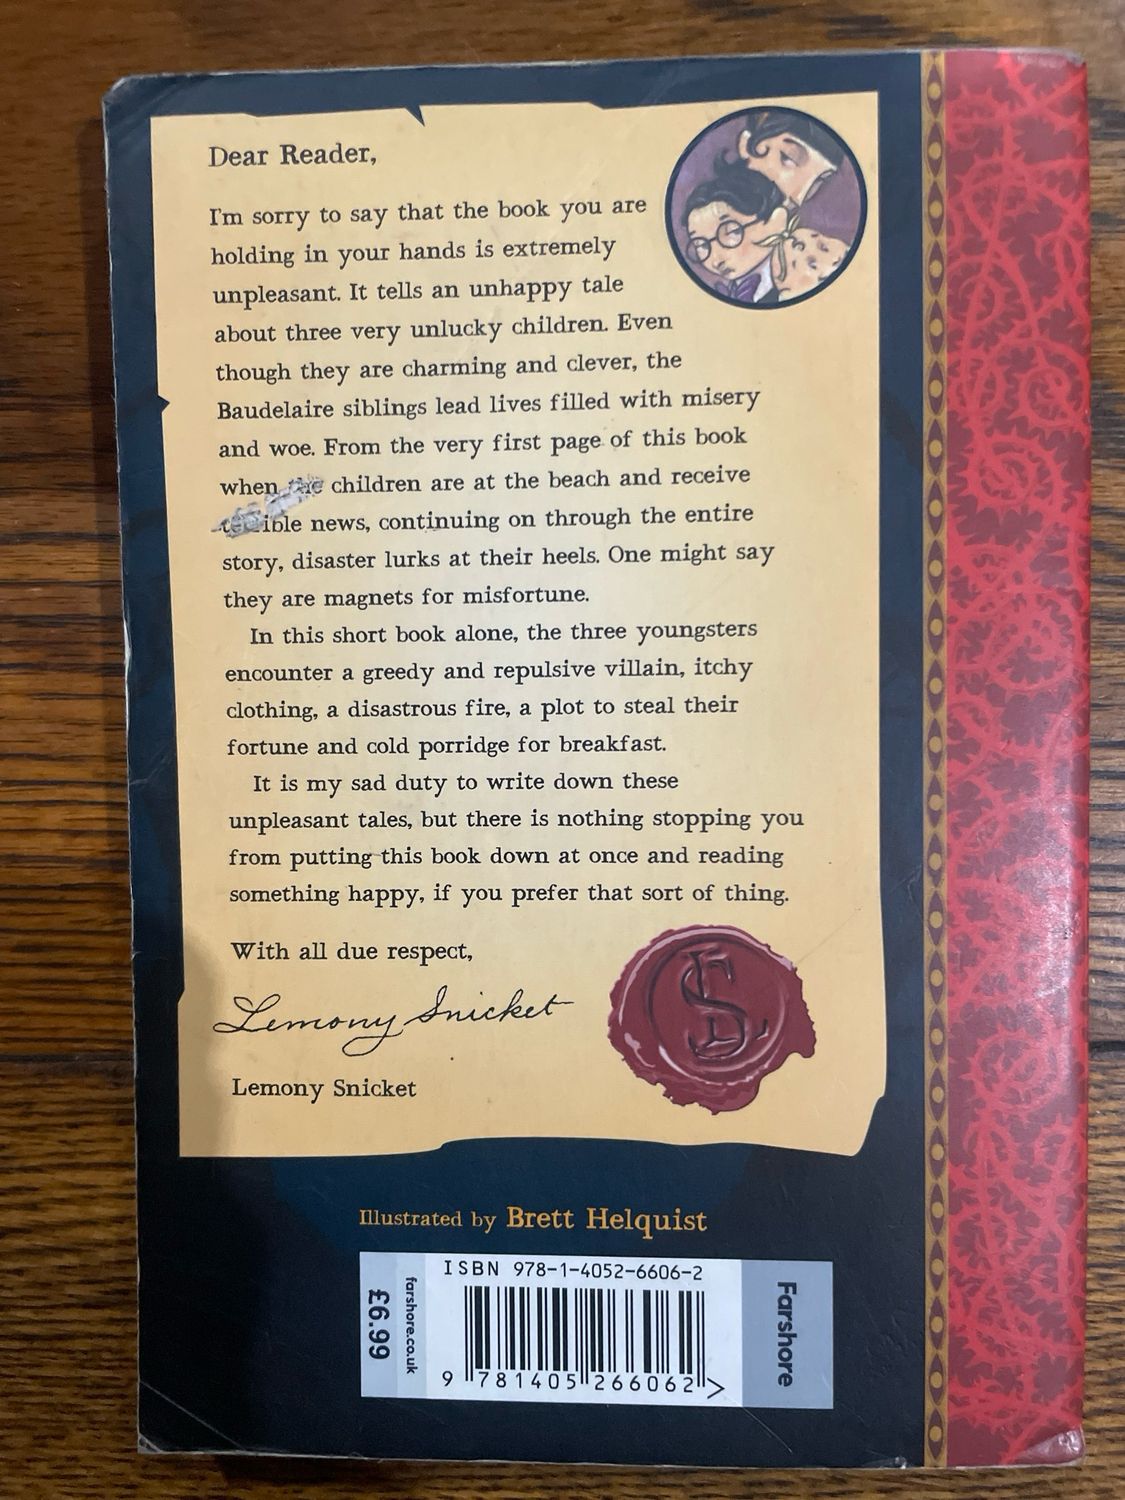 Dear Reader,
I'm sorry to say that the book you are
holding in your hands is extremely
unpleasant. It tells an unhappy tale
about three very unlucky children. Even
though they are charming and clever, the
Baudelaire siblings lead lives filled with misery
and woe. From the very first page of this book
when the children are at the beach and receive
terrible news, continuing on through the entire
story, disaster lurks at their heels. One might say
they are magnets for misfortune.
In this short book alone, the three youngsters
encounter a greedy and repulsive villain, itchy
clothing, a disastrous fire, a plot to steal their
fortune and cold porridge for breakfast.
It is my sad duty to write down these
unpleasant tales, but there is nothing stopping you
from putting this book down at once and reading
something happy, if you prefer that sort of thing.
With all due respect,
Lemony Snicket
Lemony Snicket
LS
Illustrated by Brett Helquist
ISBN 978-1-4052-6606-2
£6.99
farshore.co.uk
9 781405 266062 >
Farshore